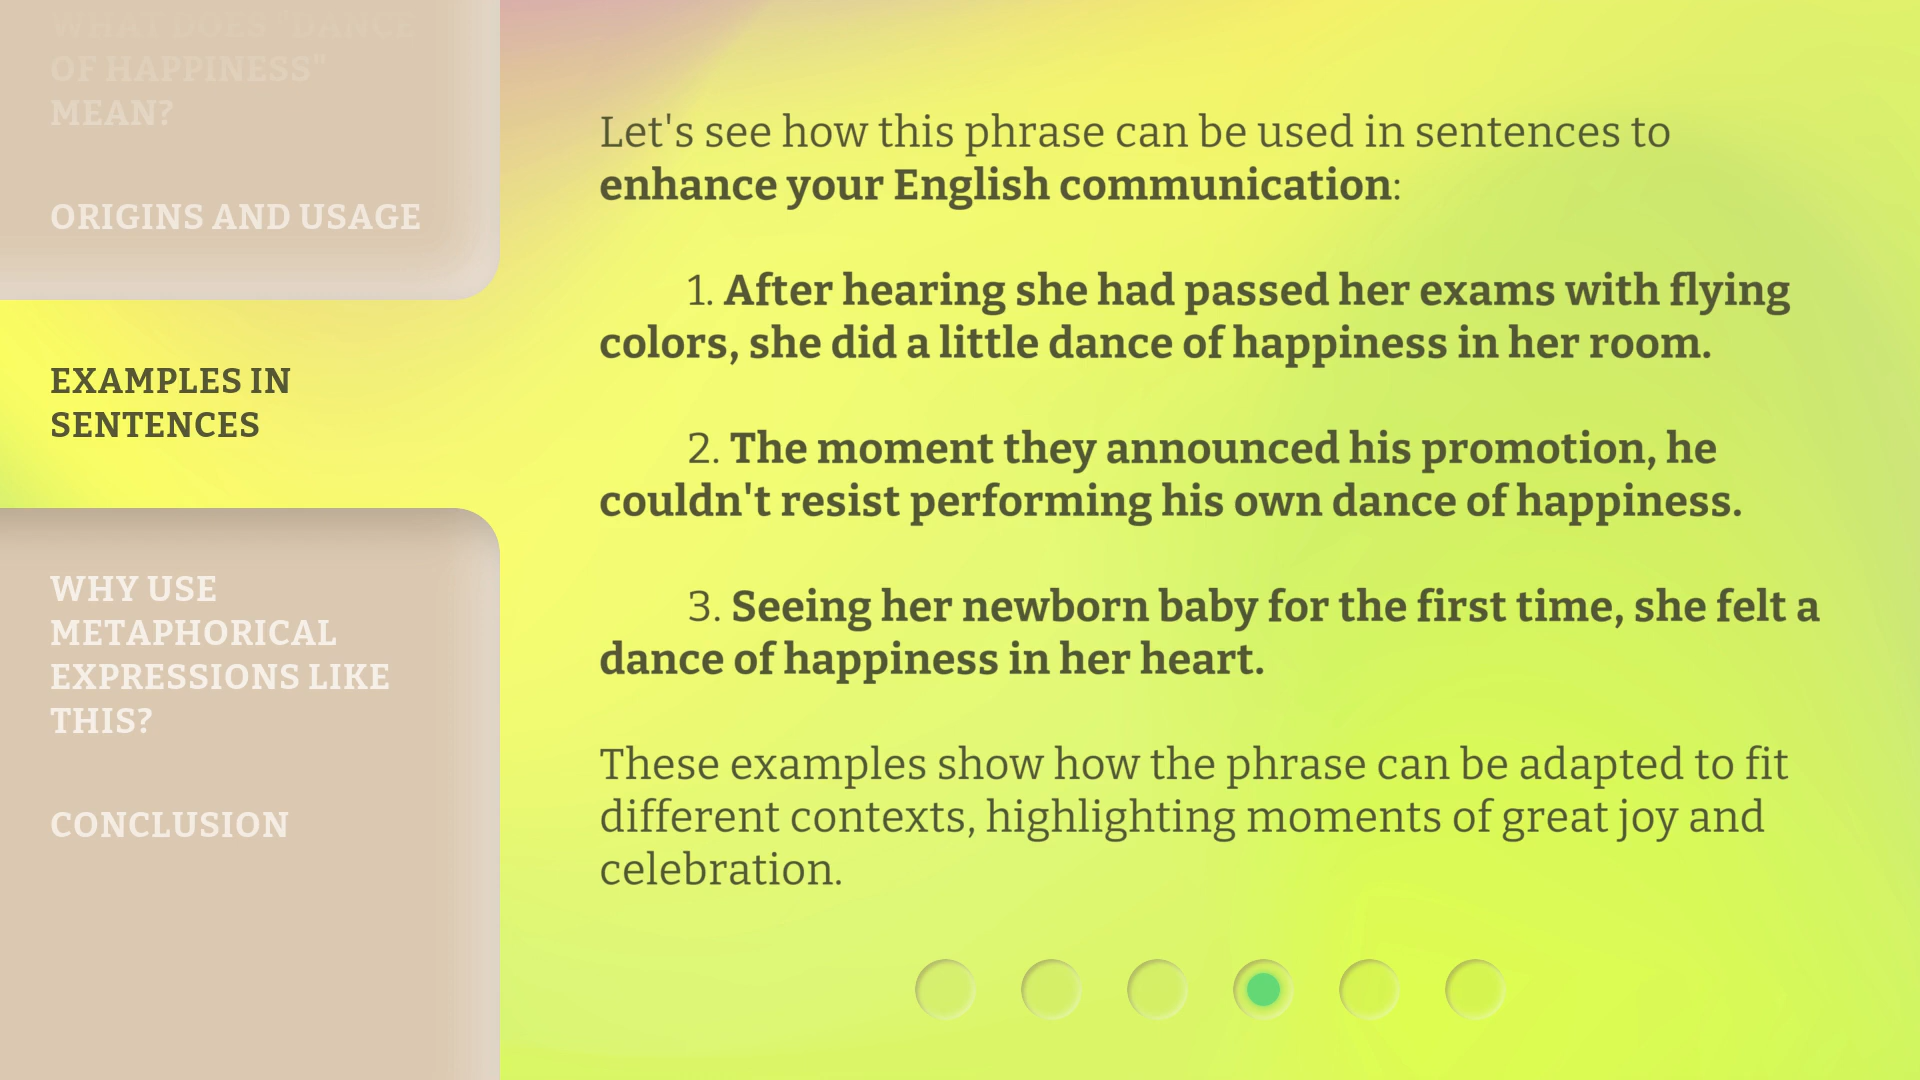 WHAT DOES "DANCE
OF HAPPINESS"
MEAN?
ORIGINS AND USAGE
EXAMPLES IN
SENTENCES
WHY USE
METAPHORICAL
EXPRESSIONS LIKE
THIS?
CONCLUSION
Let's see how this phrase can be used in sentences to
enhance your English communication:
1. After hearing she had passed her exams with flying
colors, she did a little dance of happiness in her room.
2. The moment they announced his promotion, he
couldn't resist performing his own dance of happiness.
3. Seeing her newborn baby for the first time, she felt a
dance of happiness in her heart.
These examples show how the phrase can be adapted to fit
different contexts, highlighting moments of great joy and
celebration.